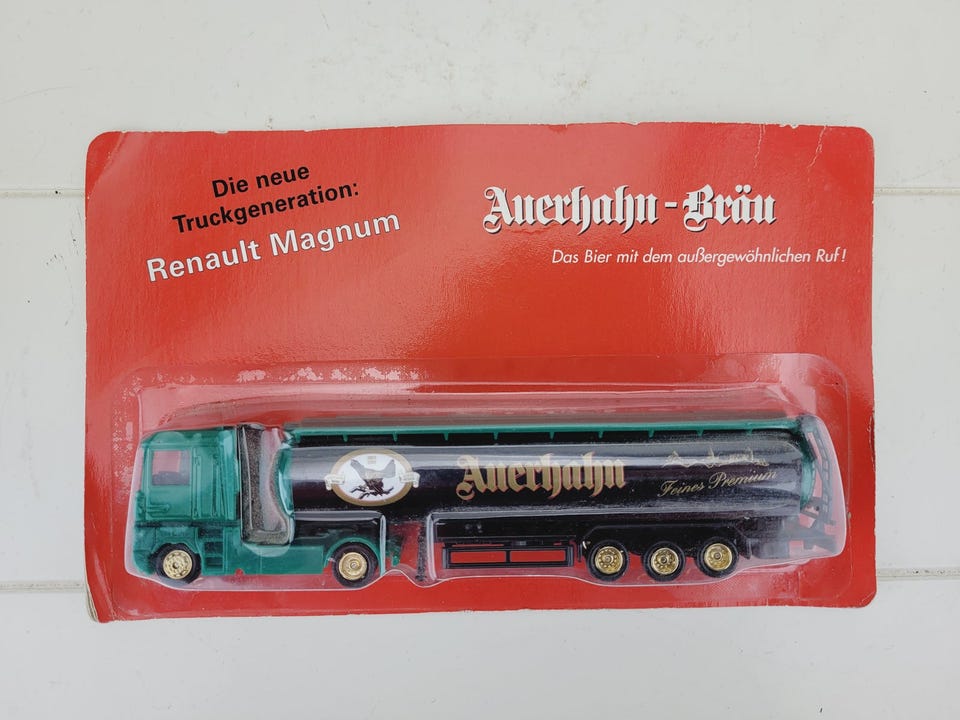 Die neue
Truckgeneration:
Renault Magnum
Auerhahn-Bräu
Das Bier mit dem außergewöhnlichen Ruf!
Auerhahn
Feines Premium